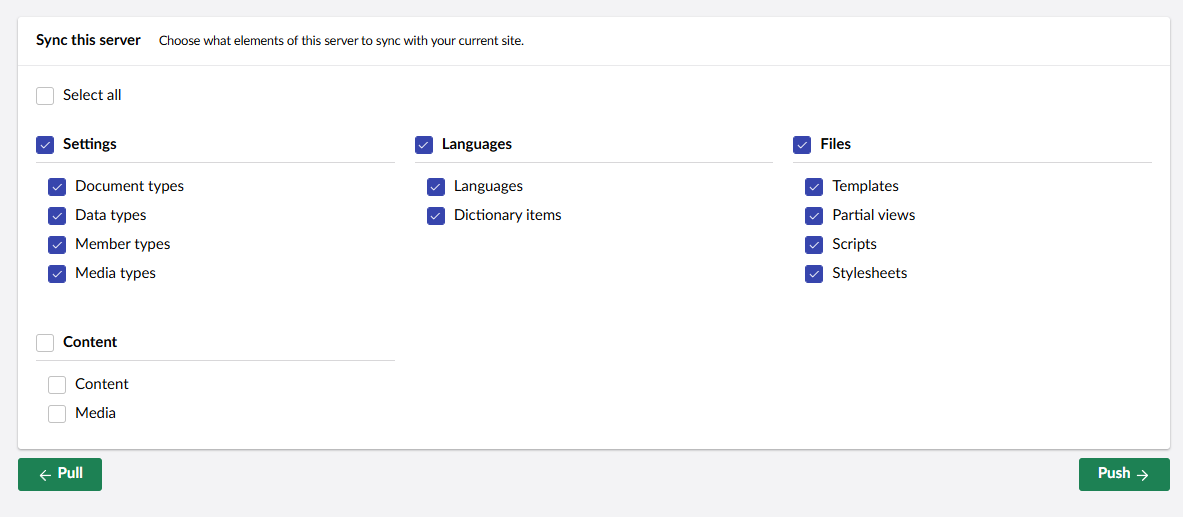 Sync this server Choose what elements of this server to sync with your current site.
Select all
Settings
Document types
Data types
Member types
Media types
Languages
Languages
Dictionary items
Files
Templates
Partial views
Scripts
Stylesheets
Content
Content
Media
← Pull
Push →